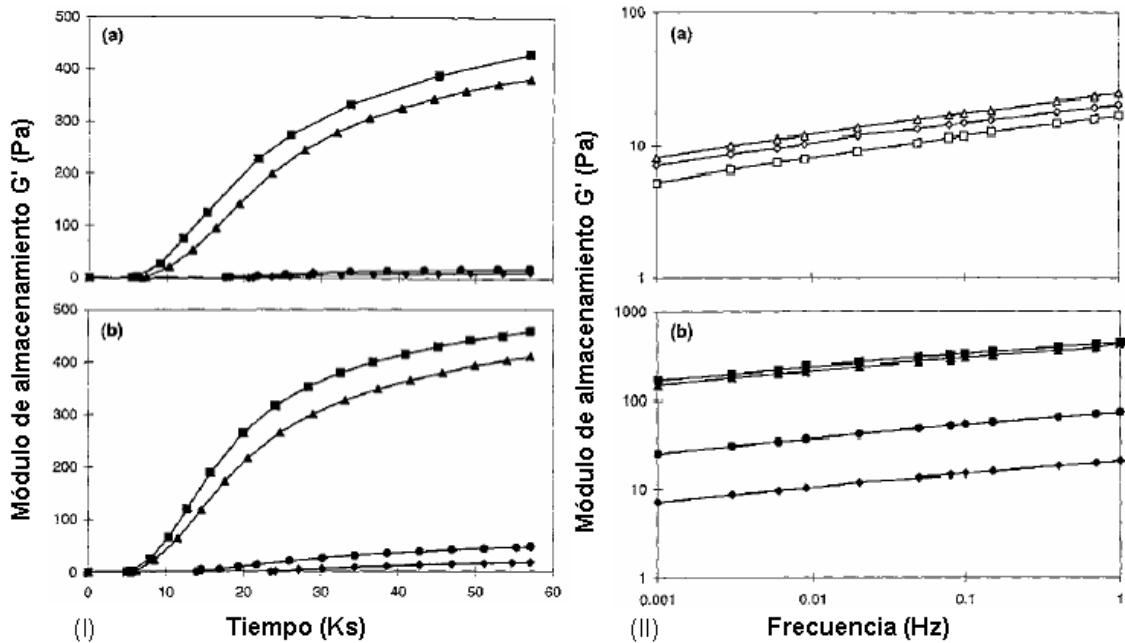 Módulo de almacenamiento G' (Pa)
(a)
500
400
300
200
100
0
(b)
500
400
300
200
100
0
0 10 20 30 40 50 60
(I) Tiempo (Ks)
Módulo de almacenamiento G' (Pa)
(a)
100
10
1
(b)
1000
100
10
1
0.001 0.01 0.1 1
(II) Frecuencia (Hz)